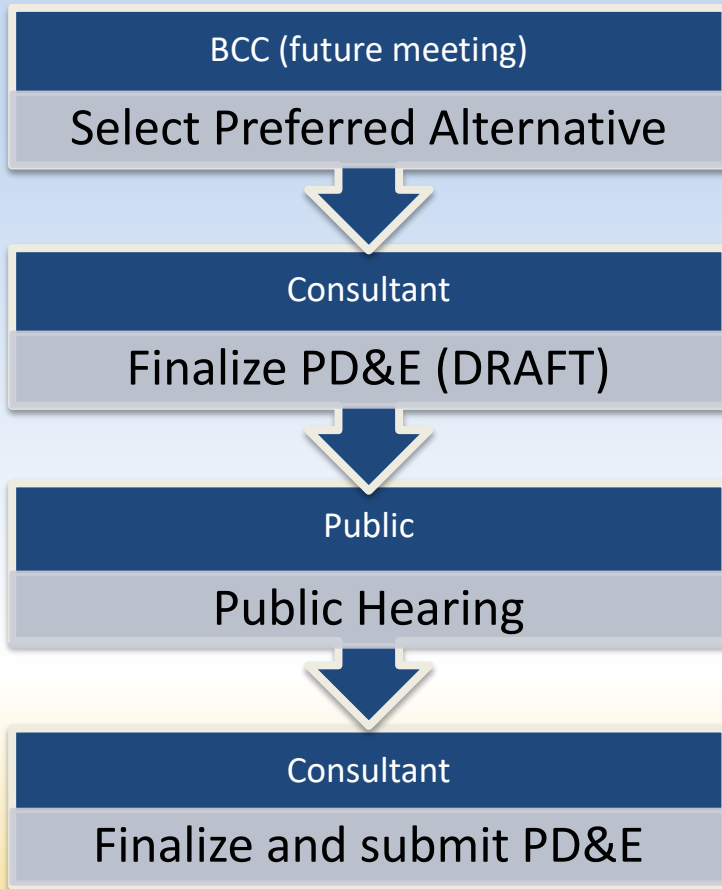 BCC (future meeting)
Select Preferred Alternative
Consultant
Finalize PD&E (DRAFT)
Public
Public Hearing
Consultant
Finalize and submit PD&E